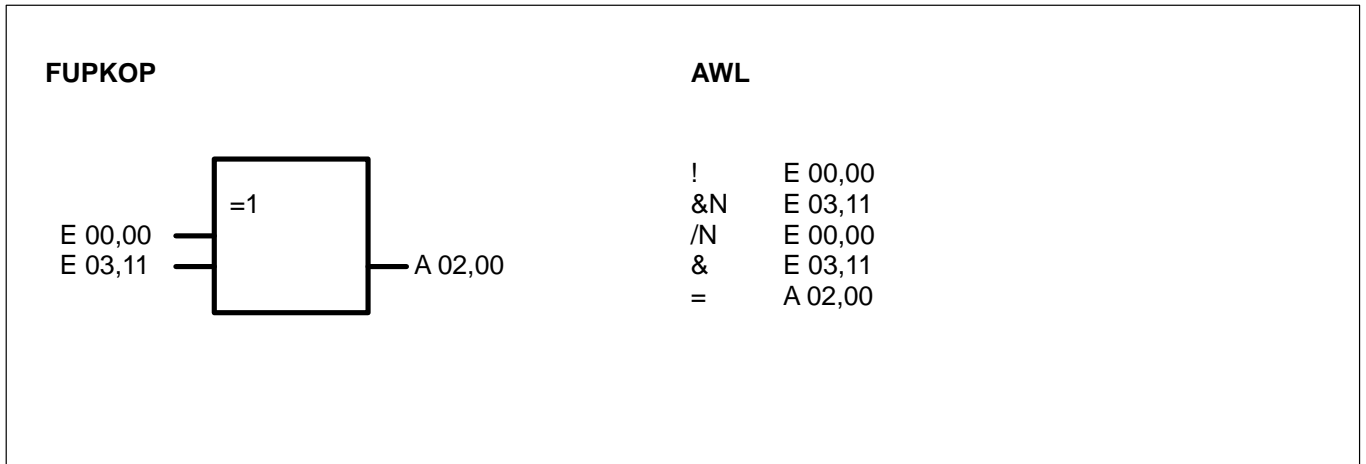 FUPKOP
AWL
=1
E 00,00
E 03,11
A 02,00
! E 00,00
&N E 03,11
/N E 00,00
& E 03,11
= A 02,00